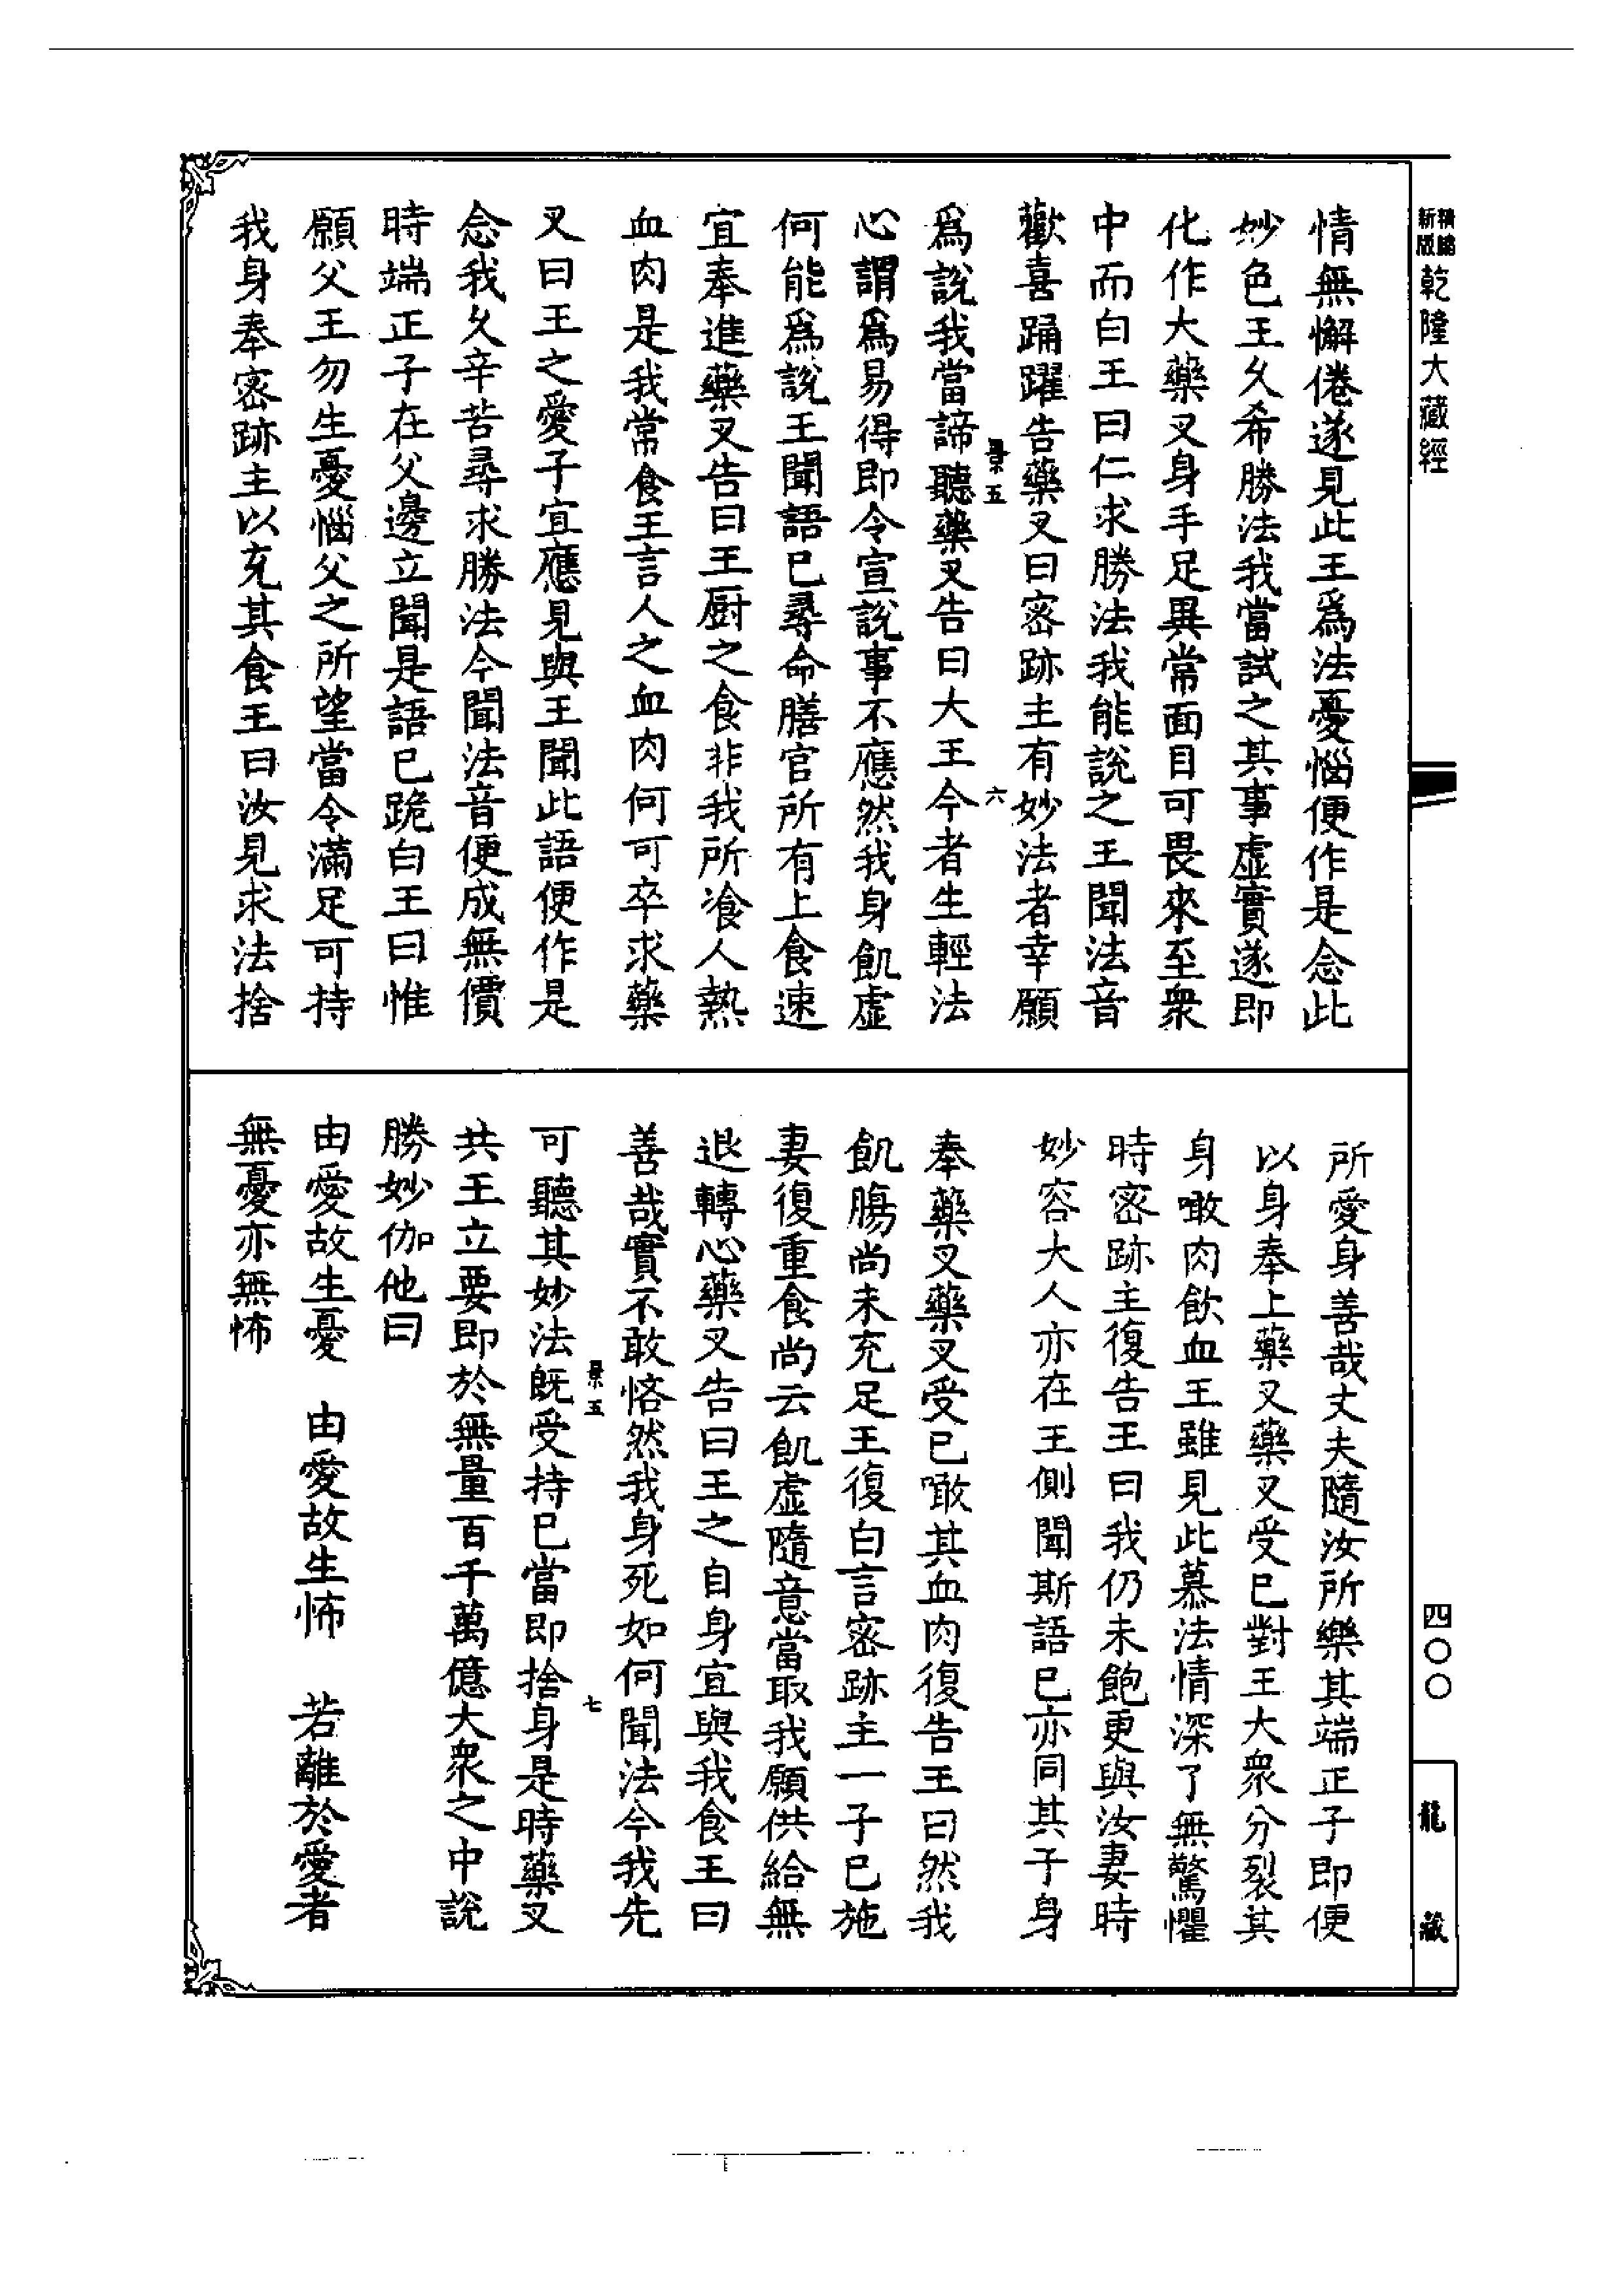 精縮新版乾隆大藏經
情無懈倦遂見此王爲法憂惱便作是念此
妙色王久希勝法我當試之其事虛實遂即
化作大藥叉身手足異常面目可畏來至衆
中而白王曰仁求勝法我能說之王聞法音
歡喜踊躍告藥叉曰密跡主有妙法者幸願
景五 六
爲說我當諦聽藥叉告曰大王今者生輕法
心謂爲易得即令宣說事不應然我身飢虛
何能爲說王聞語已尋命膳官所有上食速
宜奉進藥叉告曰王厨之食非我所飡人熱
血肉是我常食王言人之血肉何可卒求藥
叉曰王之愛子宜應見與王聞此語便作是
念我久辛苦尋求勝法今聞法音便成無價
時端正子在父邊立聞是語已跪白王曰惟
願父王勿生憂惱父之所望當令滿足可持
我身奉密跡主以充其食王曰汝見求法捨
所愛身善哉丈夫隨汝所樂其端正子即便
以身奉上藥叉藥叉受已對王大衆分裂其
身噉肉飲血王雖見此慕法情深了無驚懼
時密跡主復告王曰我仍未飽更與汝妻時
妙容大人亦在王側聞斯語已亦同其子身
奉藥叉藥叉受已噉其血肉復告王曰然我
飢腸尚未充足王復白言密跡主一子已施
妻復重食尚云飢虛隨意當取我願供給無
退轉心藥叉告曰王之自身宜與我食王曰
善哉實不敢悋然我身死如何聞法今我先
景五 七
可聽其妙法既受持已當即捨身是時藥叉
共王立要即於無量百千萬億大衆之中說
勝妙伽他曰
由愛故生憂 由愛故生怖 若離於愛者
無憂亦無怖
四〇〇
龍藏